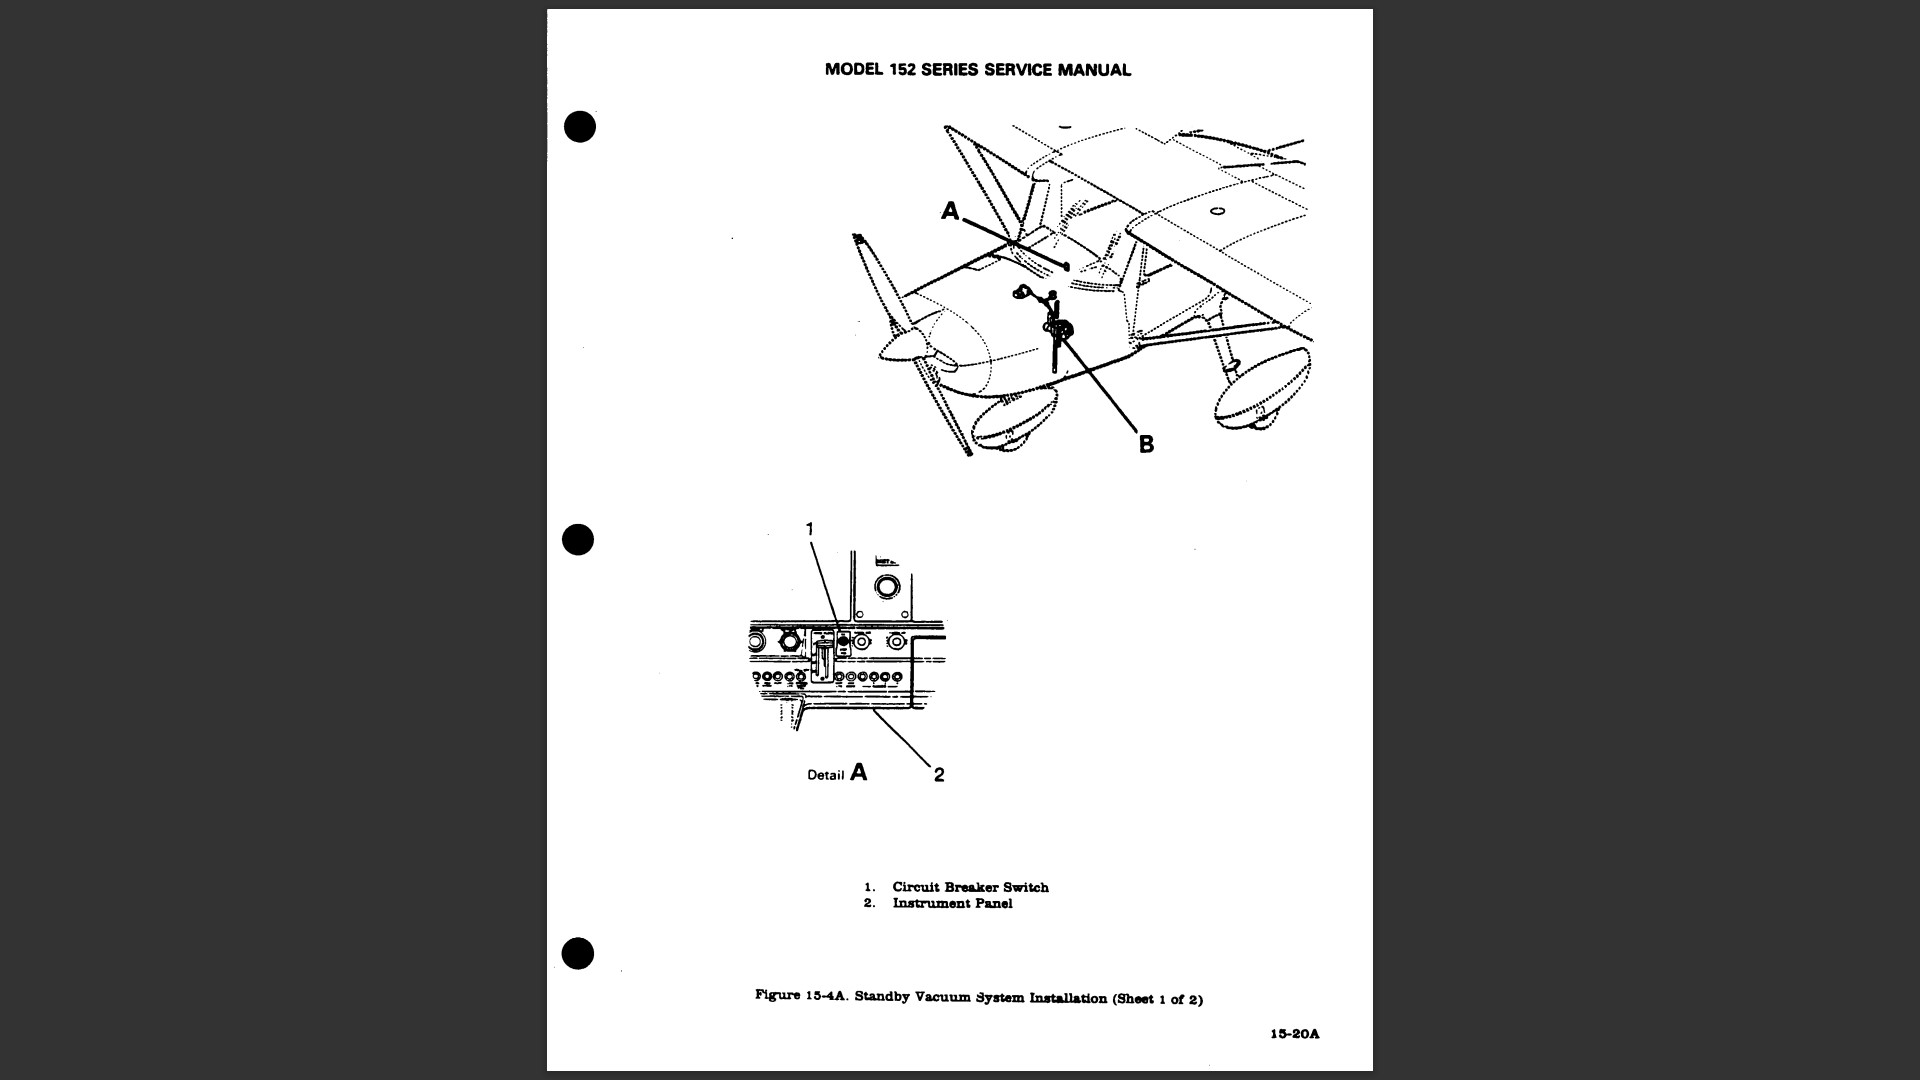 MODEL 152 SERIES SERVICE MANUAL
A
B
1
Detail A
2
1. Circuit Breaker Switch
2. Instrument Panel
Figure 15-4A. Standby Vacuum System Installation (Sheet 1 of 2)
15-20A